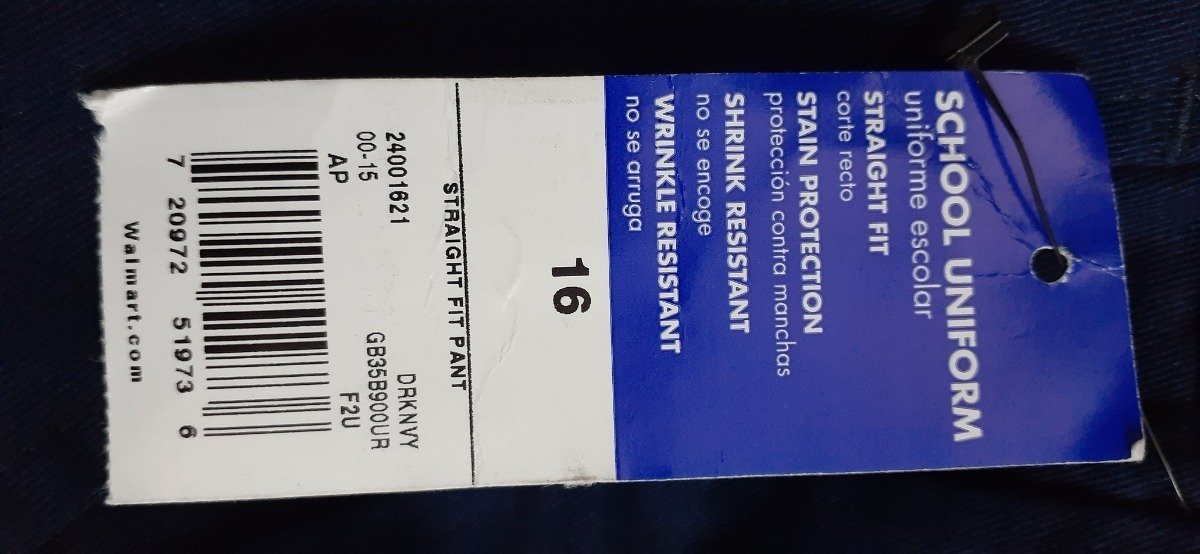 SCHOOL UNIFORM
uniforme escolar
STRAIGHT FIT
corte recto
STAIN PROTECTION
protección contra manchas
SHRINK RESISTANT
no se encoge
WRINKLE RESISTANT
no se arruga
16
STRAIGHT FIT PANT
24001621 DRKNVY
00-15 GB35B900UR
AP F2U
7 20972 51973 6
Walmart.com